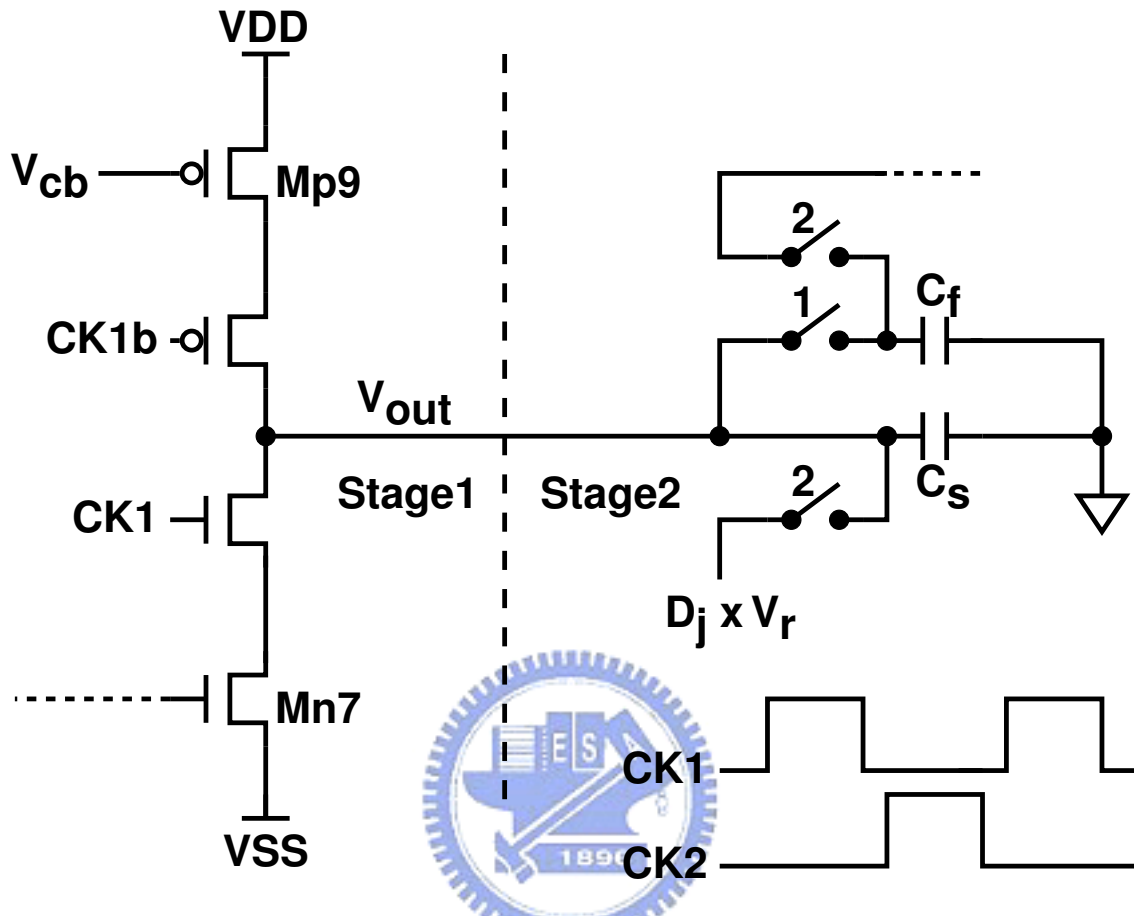 VDD
Vcb
Mp9
2
1
Cf
CK1b
Vout
Stage1
Stage2
Cs
CK1
2
Dj x Vr
Mn7
E S
CK1
VSS
1896
CK2